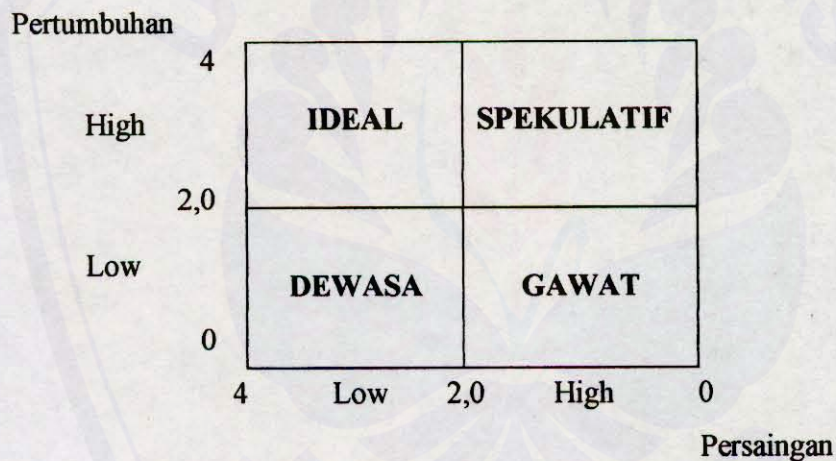 Pertumbuhan
4
High
IDEAL
SPEKULATIF
2,0
Low
DEWASA
GAWAT
0
4
Low
2,0
High
0
Persaingan